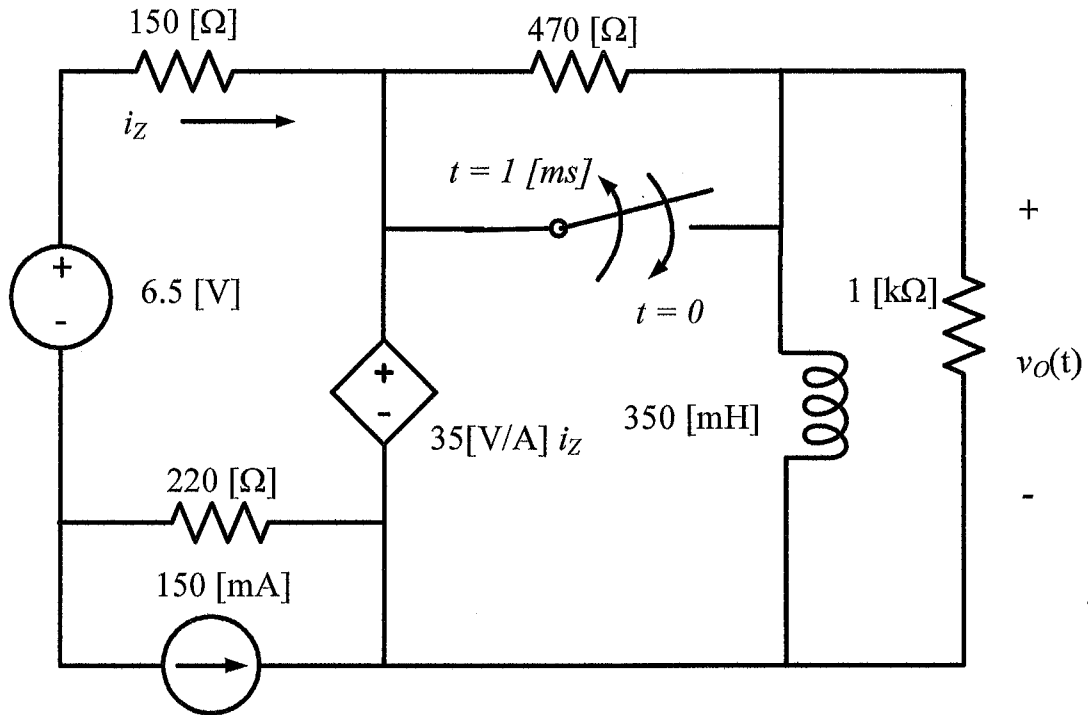 150 [Ω]
470 [Ω]
i_Z
t = 1 [ms]
+
+
6.5 [V]
-
t = 0
1 [kΩ]
+
-
v_O(t)
350 [mH]
35[V/A] i_Z
220 [Ω]
-
150 [mA]